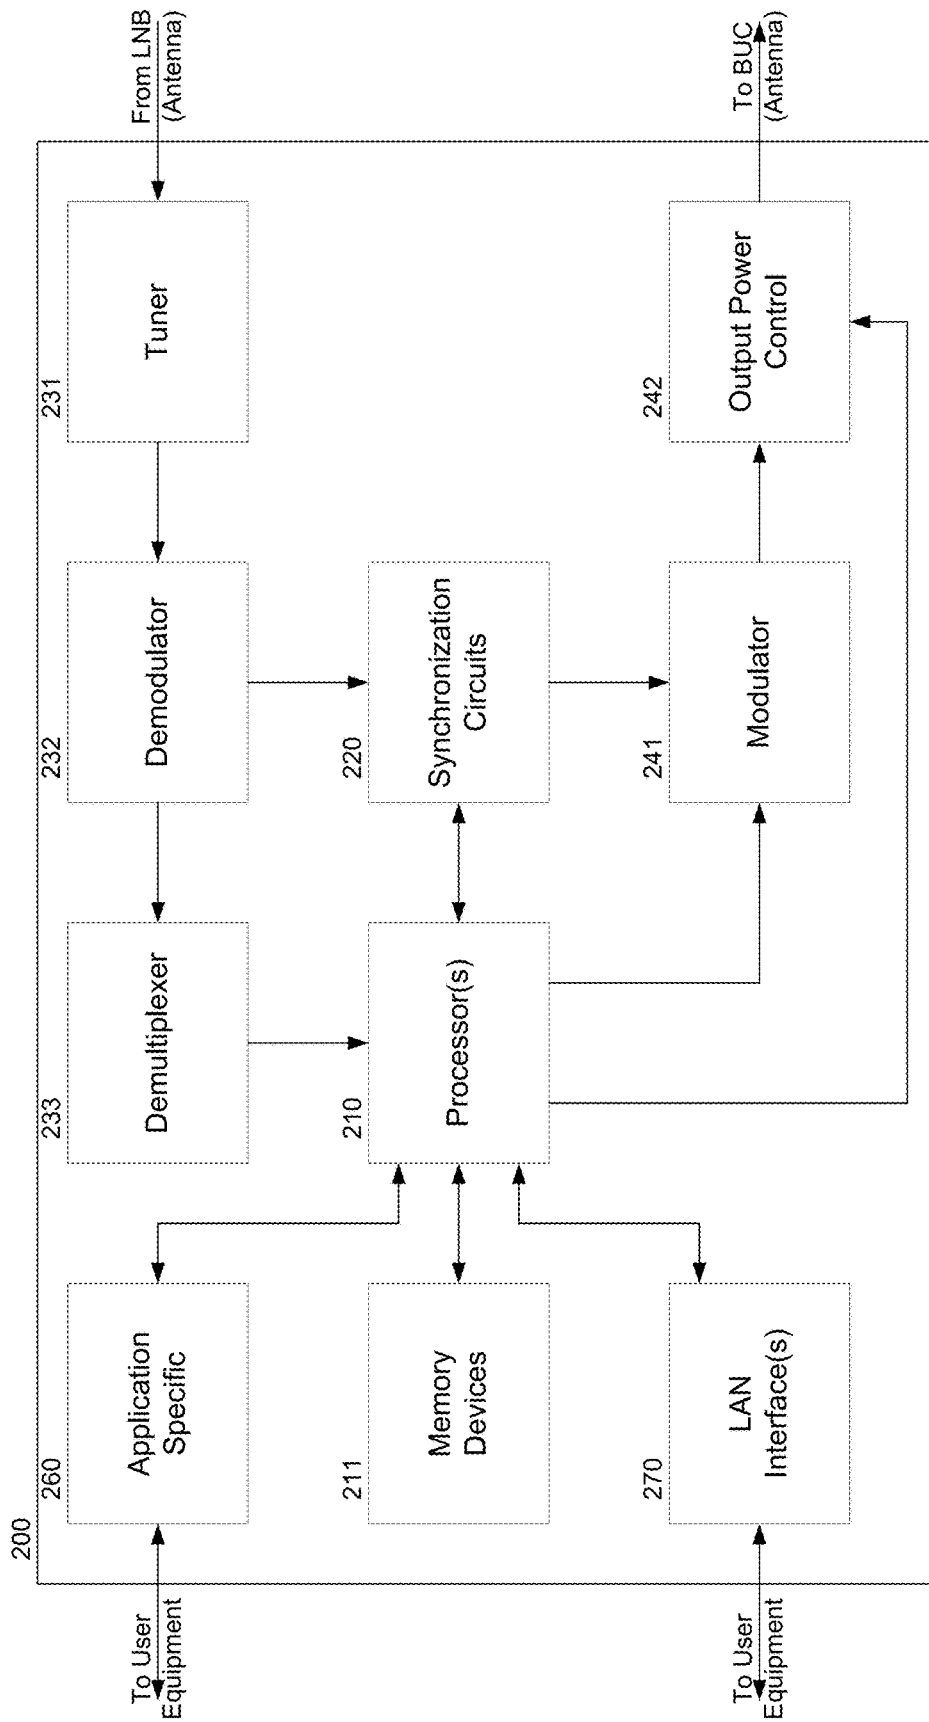 200
To User
Equipment
260
Application
Specific
233
Demultiplexer
232
Demodulator
231
Tuner
From LNB
(Antenna)
211
Memory
Devices
210
Processor(s)
220
Synchronization
Circuits
To User
Equipment
270
LAN
Interface(s)
241
Modulator
242
Output Power
Control
To BUC
(Antenna)